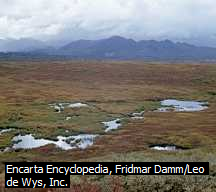 Encarta Encyclopedia, Fridmar Damm/Leo
de Wys, Inc.